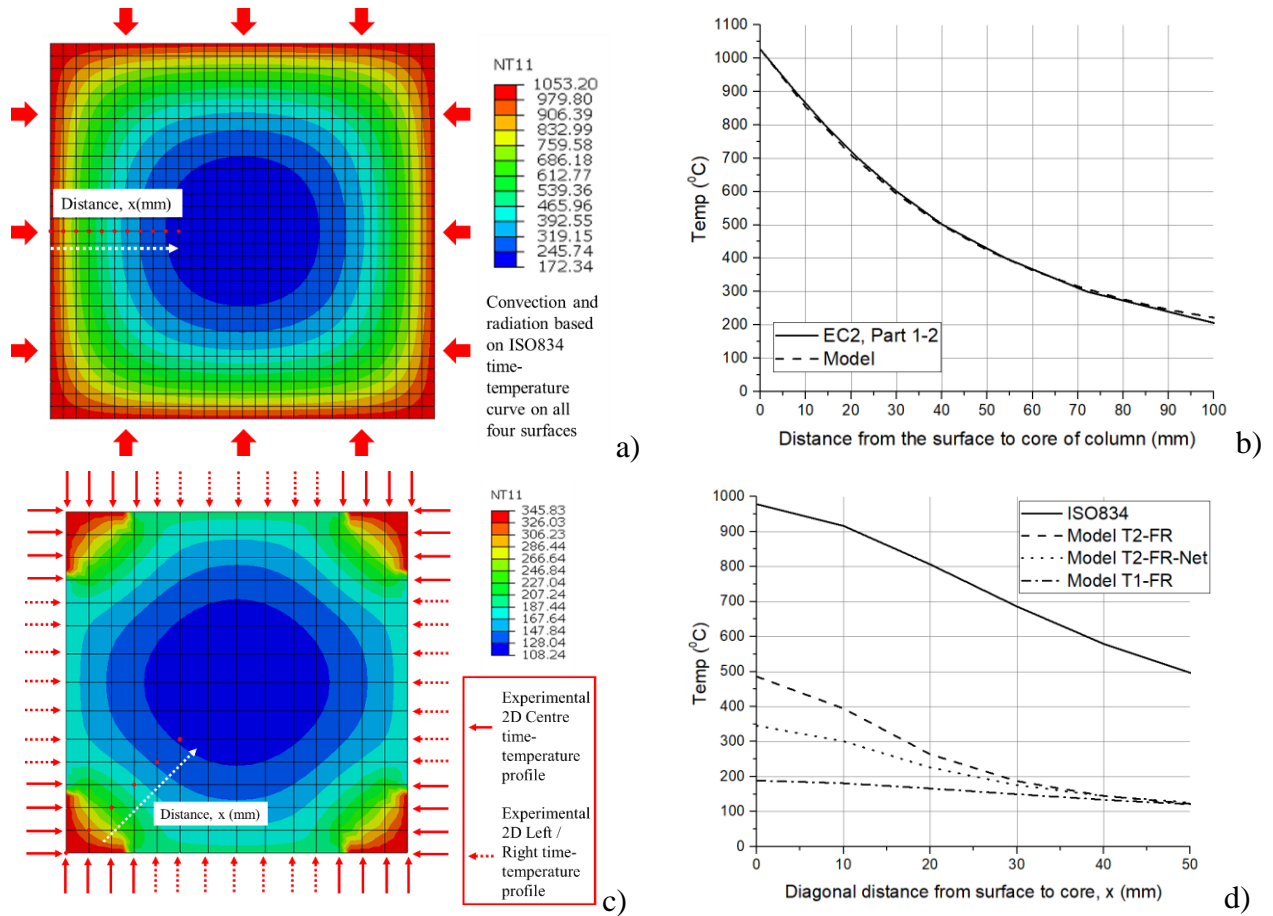 NT11
1053.20
979.80
906.39
832.99
759.58
686.18
612.77
539.36
465.96
392.55
319.15
245.74
172.34
Distance, x(mm)
Convection and
radiation based
on ISO834
time-
temperature
curve on all
four surfaces
a)
1100
1000
900
800
700
600
500
400
300
200
100
0
Temp (⁰C)
EC2, Part 1-2
Model
0 10 20 30 40 50 60 70 80 90 100
Distance from the surface to core of column (mm)
b)
NT11
345.83
326.03
306.23
286.44
266.64
246.84
227.04
207.24
187.44
167.64
147.84
128.04
108.24
Distance, x (mm)
Experimental
2D Centre
time-
temperature
profile
Experimental
2D Left /
Right time-
temperature
profile
c)
1000
900
800
700
600
500
400
300
200
100
0
Temp (⁰C)
ISO834
Model T2-FR
Model T2-FR-Net
Model T1-FR
0 10 20 30 40 50
Diagonal distance from surface to core, x (mm)
d)